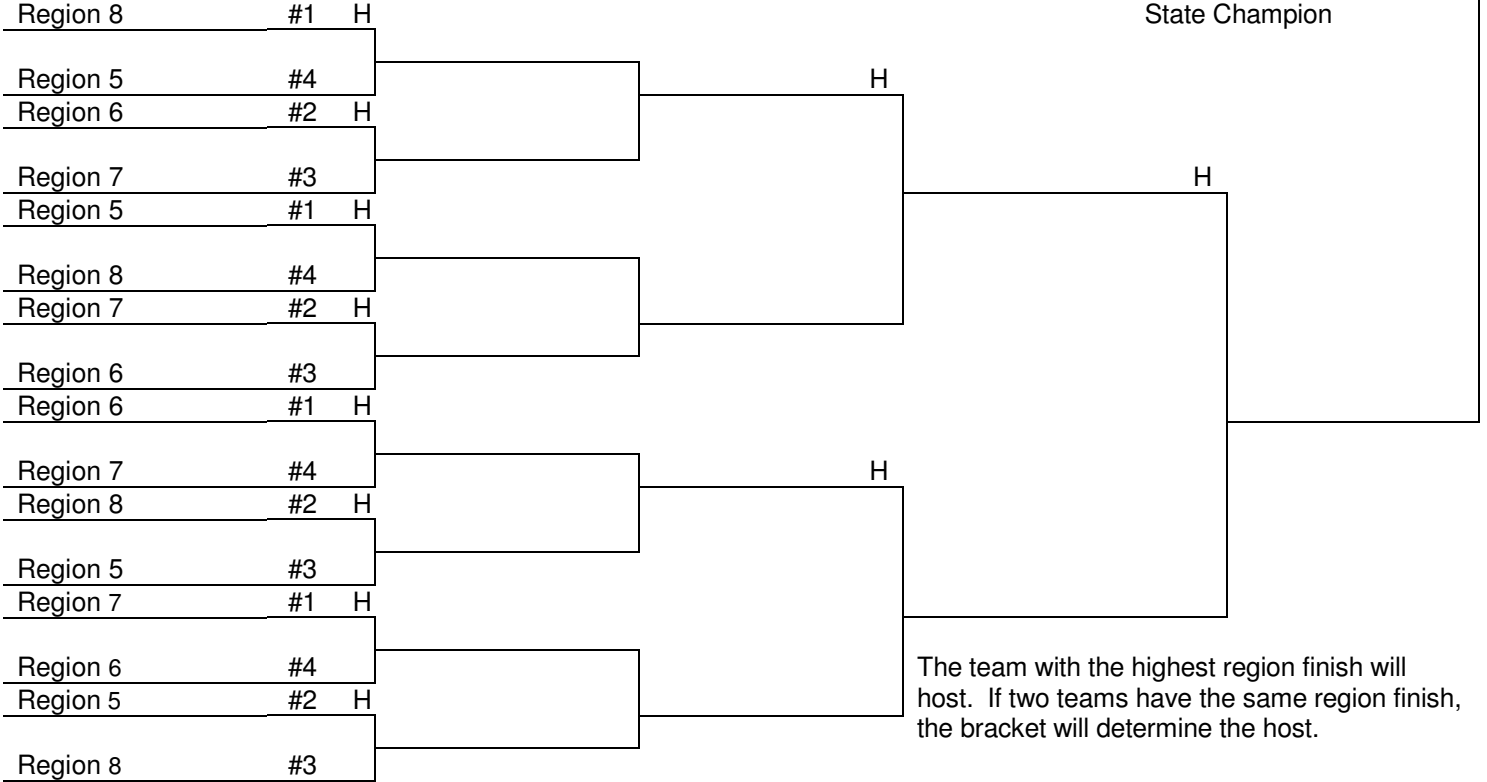 Region 8 #1 H State Champion
Region 5 #4 H
Region 6 #2 H
Region 7 #3 H
Region 5 #1 H
Region 8 #4
Region 7 #2 H
Region 6 #3
Region 6 #1 H
Region 7 #4 H
Region 8 #2 H
Region 5 #3
Region 7 #1 H
Region 6 #4
Region 5 #2 H
Region 8 #3
The team with the highest region finish will
host. If two teams have the same region finish,
the bracket will determine the host.